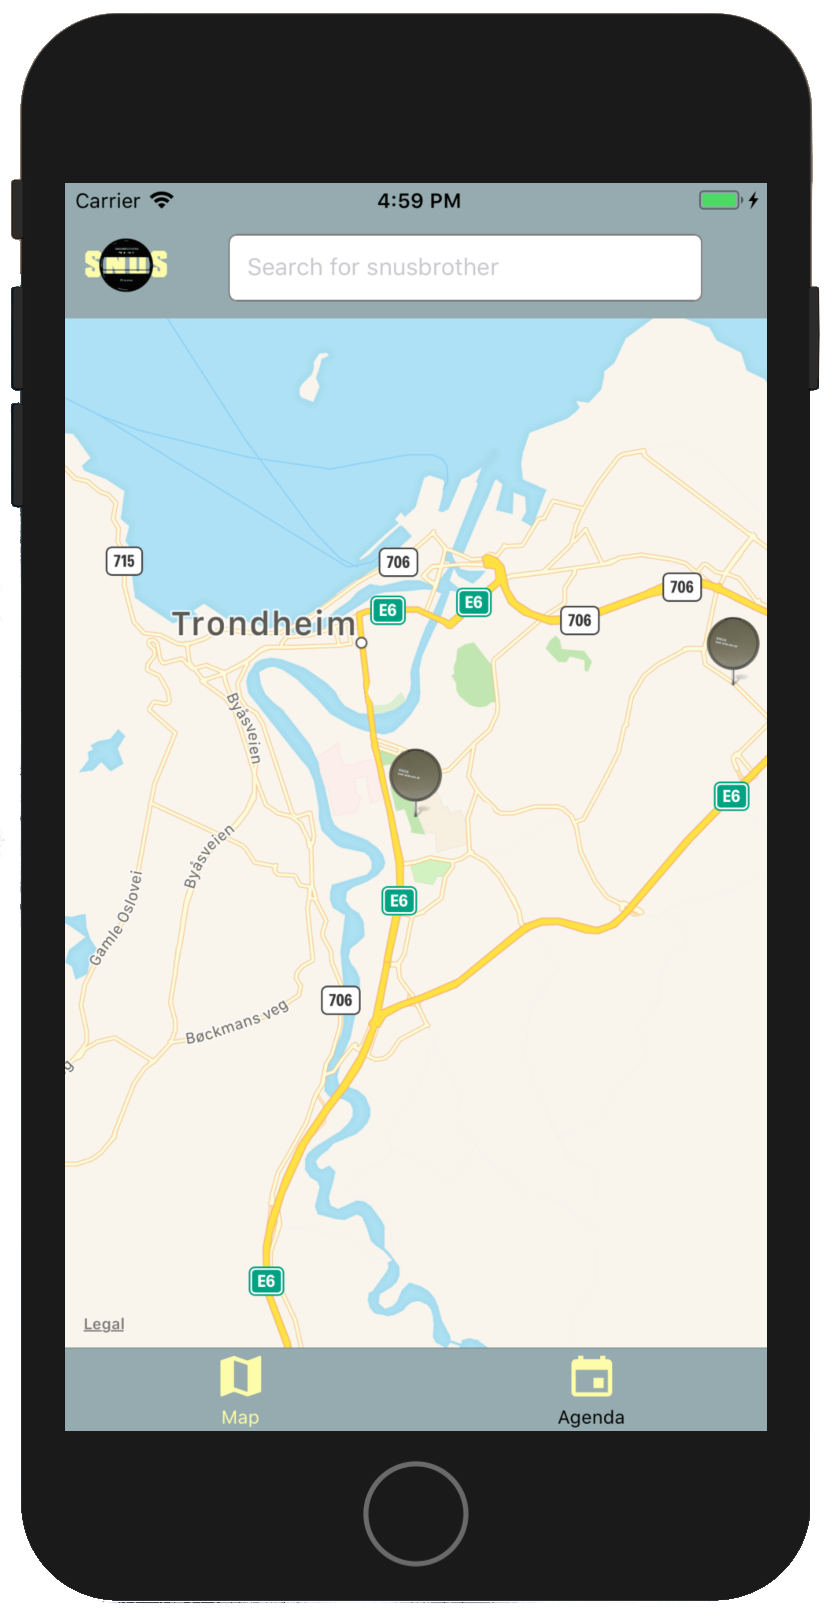 Carrier 4:59 PM
SNUS
Search for snusbrother
715
706
706
E6
E6
706
Trondheim
Byåsveien
E6
Byåsveien
Gamle Oslovei
E6
706
Bøckmans veg
E6
Legal
Map
Agenda